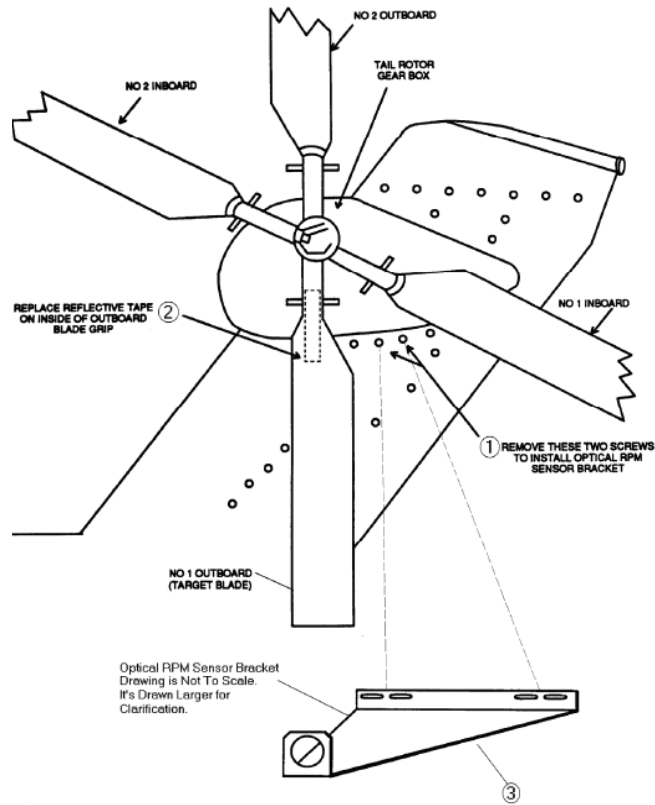 NO 2 OUTBOARD
TAIL ROTOR
GEAR BOX
NO 2 INBOARD
REPLACE REFLECTIVE TAPE
ON INSIDE OF OUTBOARD
BLADE GRIP
2
NO 1 INBOARD
1
REMOVE THESE TWO SCREWS
TO INSTALL OPTICAL RPM
SENSOR BRACKET
NO 1 OUTBOARD
(TARGET BLADE)
Optical RPM Sensor Bracket
Drawing is Not To Scale.
It's Drawn Larger for
Clarification.
3